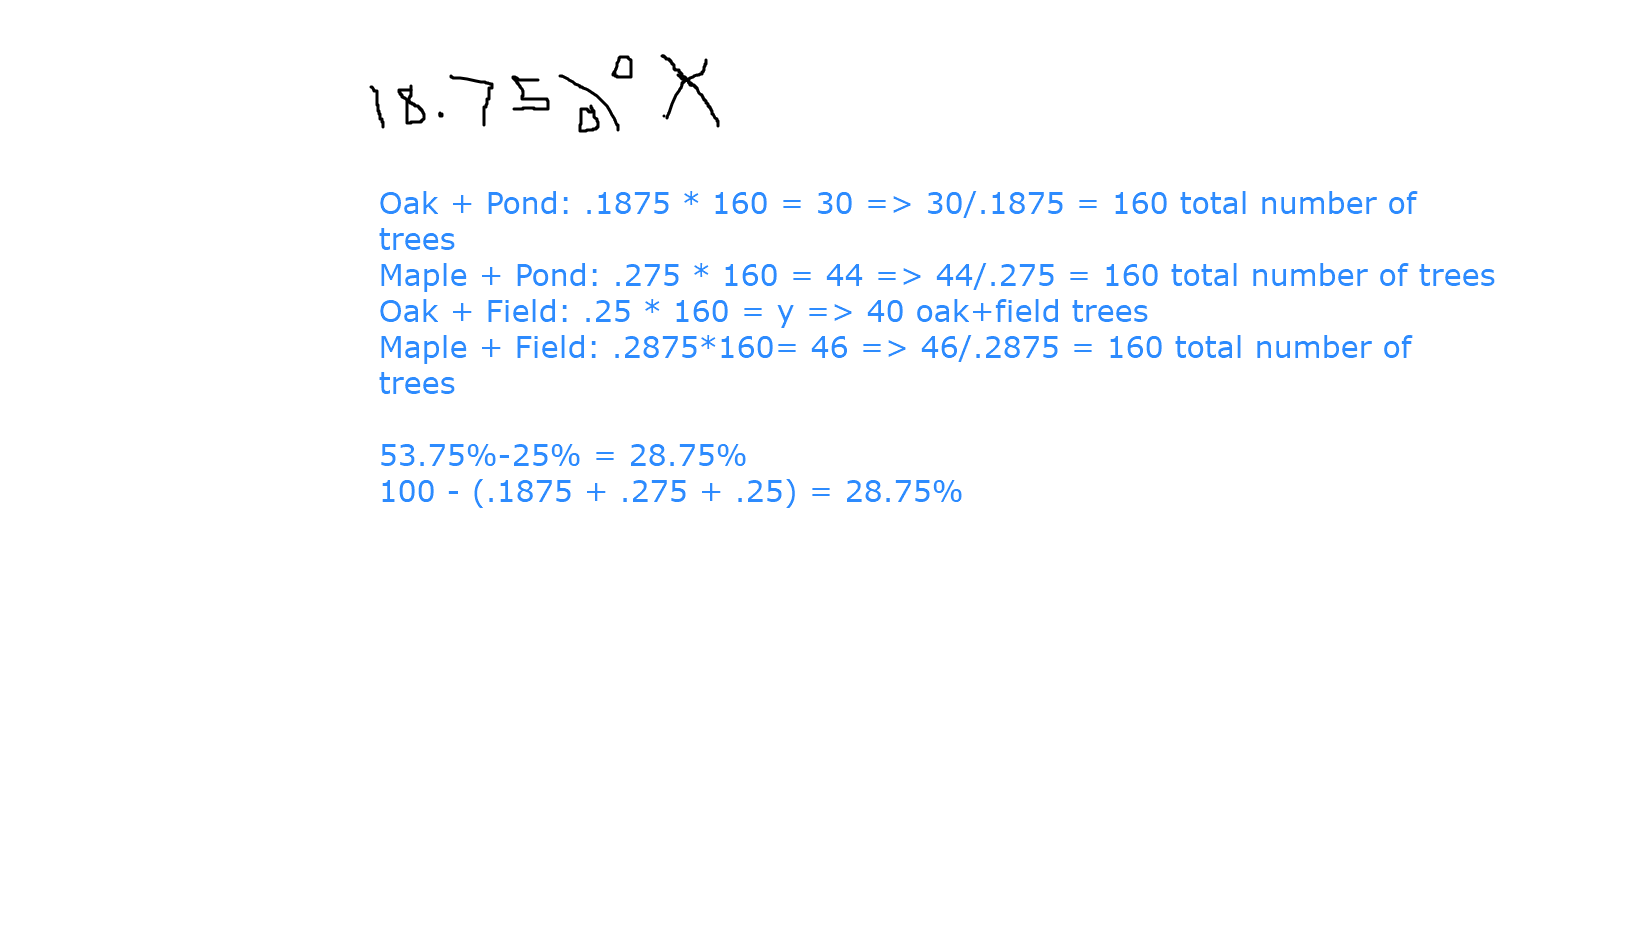 18.75% X
Oak + Pond: .1875 * 160 = 30 => 30/.1875 = 160 total number of
trees
Maple + Pond: .275 * 160 = 44 => 44/.275 = 160 total number of trees
Oak + Field: .25 * 160 = y => 40 oak+field trees
Maple + Field: .2875*160= 46 => 46/.2875 = 160 total number of
trees
53.75%-25% = 28.75%
100 - (.1875 + .275 + .25) = 28.75%